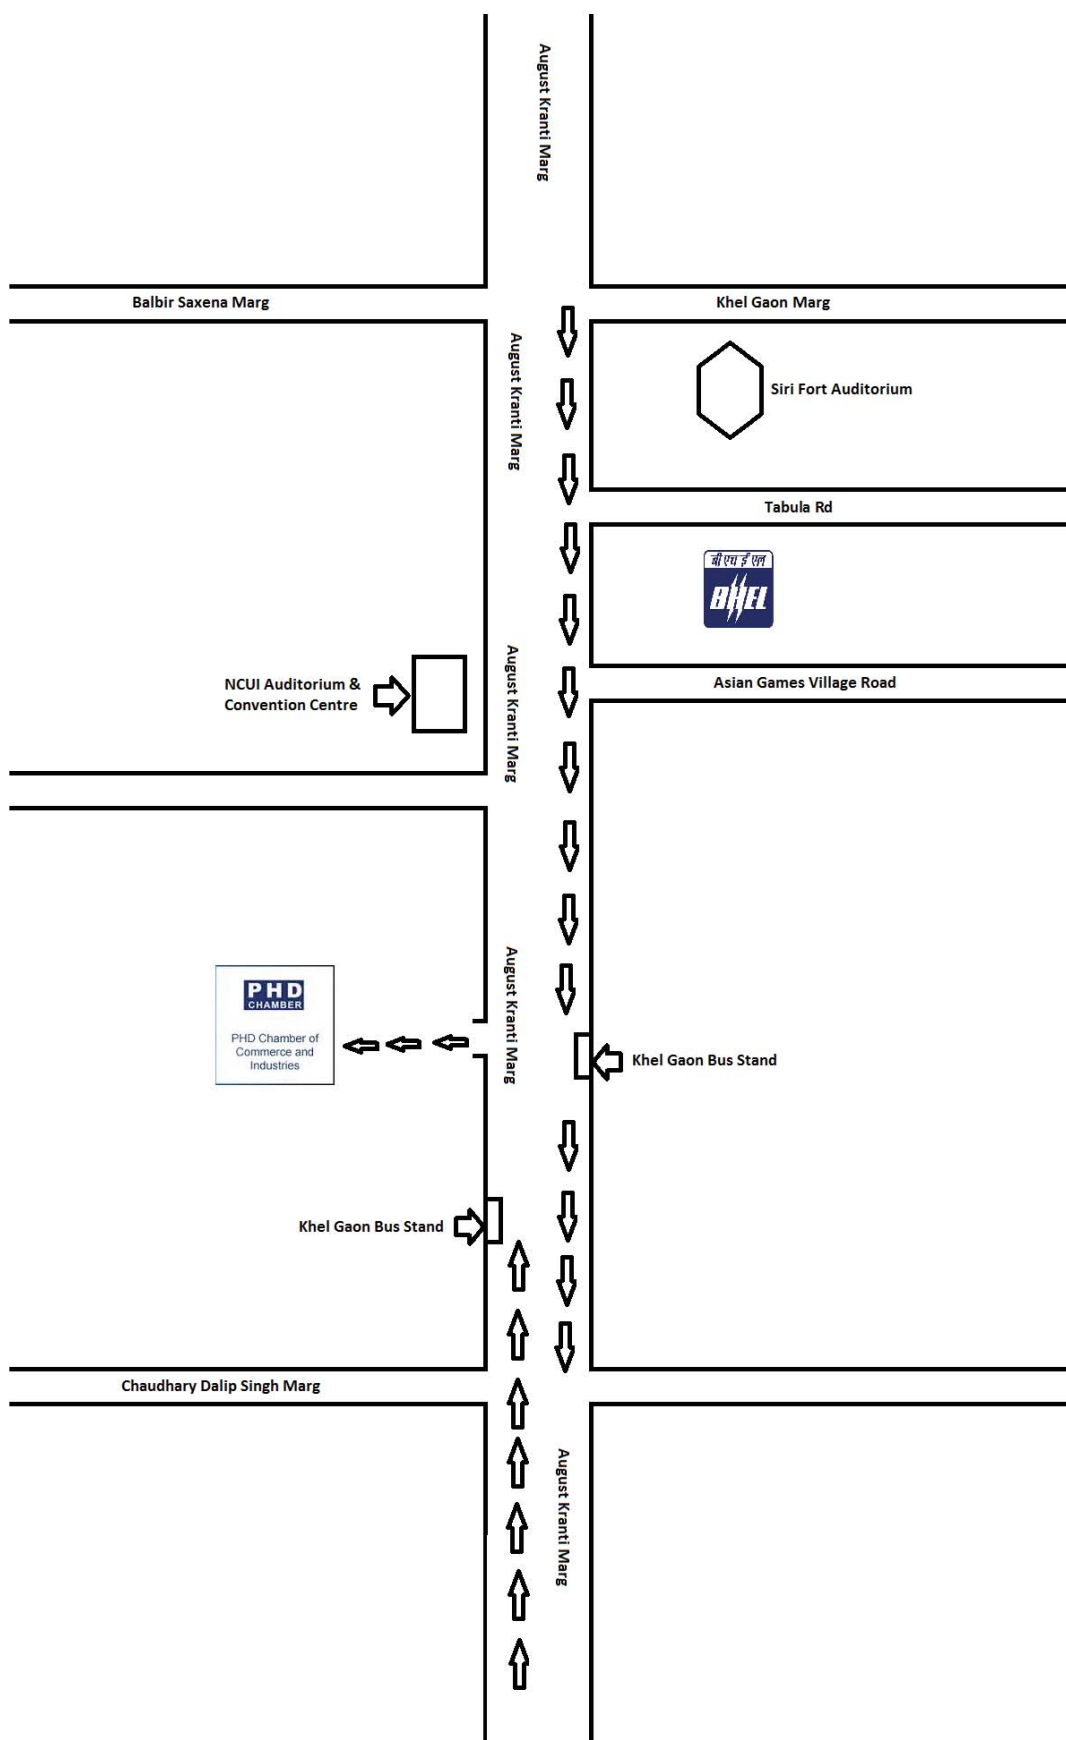 August Kranti Marg
Balbir Saxena Marg
Khel Gaon Marg
August Kranti Marg
Siri Fort Auditorium
Tabula Rd
बी एच ई एल
BHEL
August Kranti Marg
NCUI Auditorium &
Convention Centre
Asian Games Village Road
August Kranti Marg
PHD
CHAMBER
PHD Chamber of
Commerce and
Industries
Khel Gaon Bus Stand
Khel Gaon Bus Stand
Chaudhary Dalip Singh Marg
August Kranti Marg